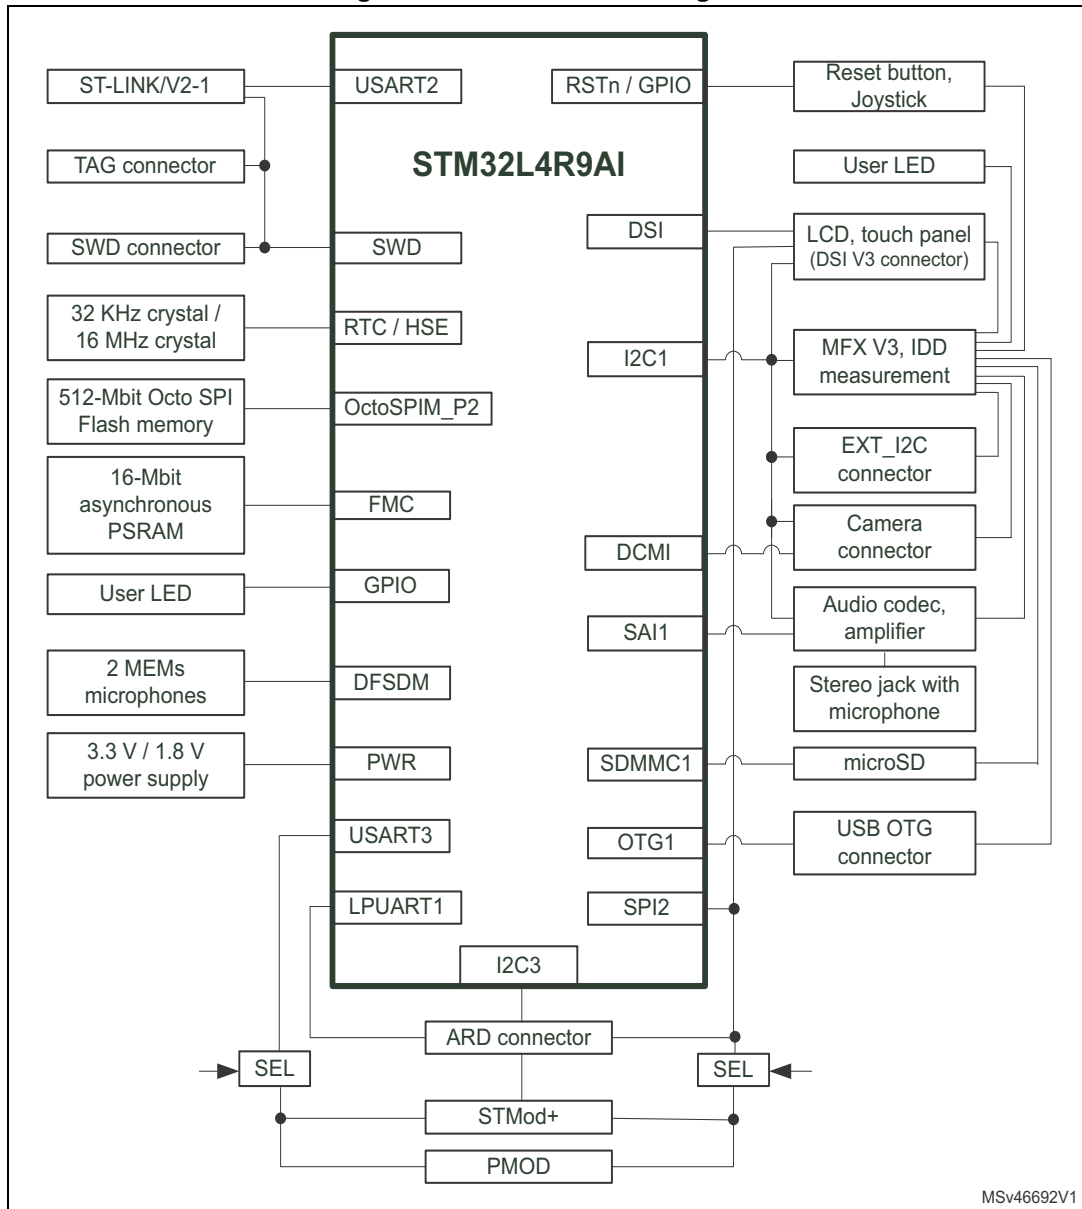 ST-LINK/V2-1
USART2
RSTn / GPIO
Reset button,
Joystick
STM32L4R9AI
TAG connector
User LED
DSI
LCD, touch panel
(DSI V3 connector)
SWD connector
SWD
32 KHz crystal /
16 MHz crystal
RTC / HSE
I2C1
MFX V3, IDD
measurement
512-Mbit Octo SPI
Flash memory
OctoSPIM_P2
EXT_I2C
connector
16-Mbit
asynchronous
PSRAM
FMC
Camera
connector
DCMI
User LED
GPIO
Audio codec,
amplifier
SAI1
2 MEMs
microphones
DFSDM
Stereo jack with
microphone
3.3 V / 1.8 V
power supply
PWR
SDMMC1
microSD
USART3
OTG1
USB OTG
connector
LPUART1
SPI2
I2C3
ARD connector
SEL
SEL
STMod+
PMOD
MSv46692V1